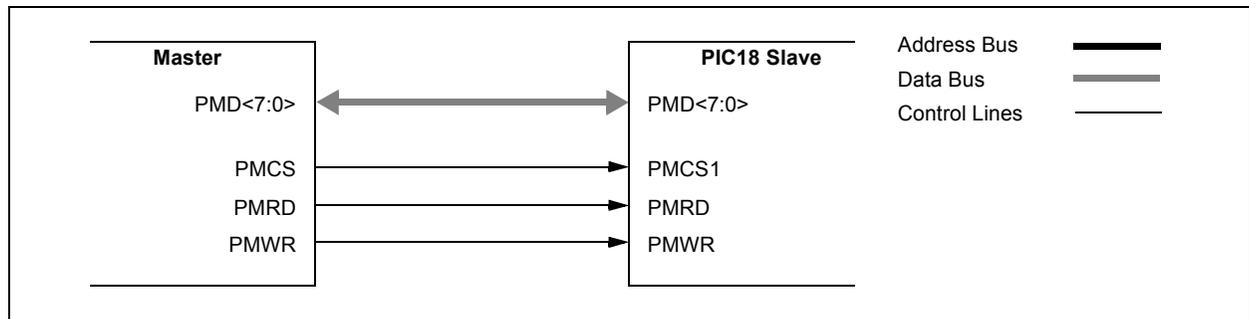 Master
PMD<7:0>
PMCS
PMRD
PMWR
PIC18 Slave
PMD<7:0>
PMCS1
PMRD
PMWR
Address Bus
Data Bus
Control Lines